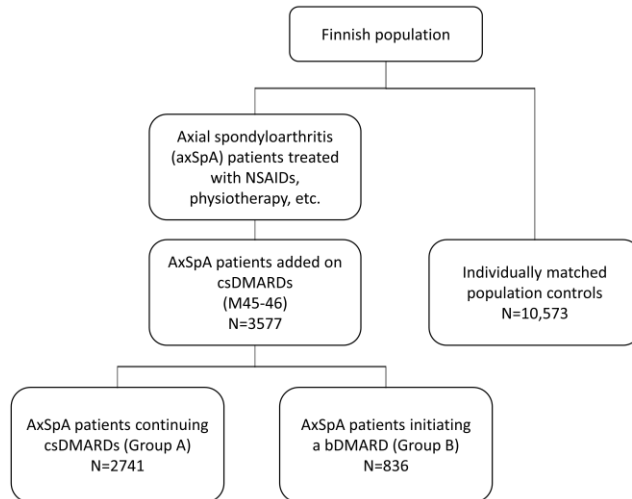 Finnish population
Axial spondyloarthritis
(axSpA) patients treated
with NSAIDs,
physiotherapy, etc.
AxSpA patients added on
csDMARDs
(M45-46)
N=3577
Individually matched
population controls
N=10,573
AxSpA patients continuing
csDMARDs (Group A)
N=2741
AxSpA patients initiating
a bDMARD (Group B)
N=836